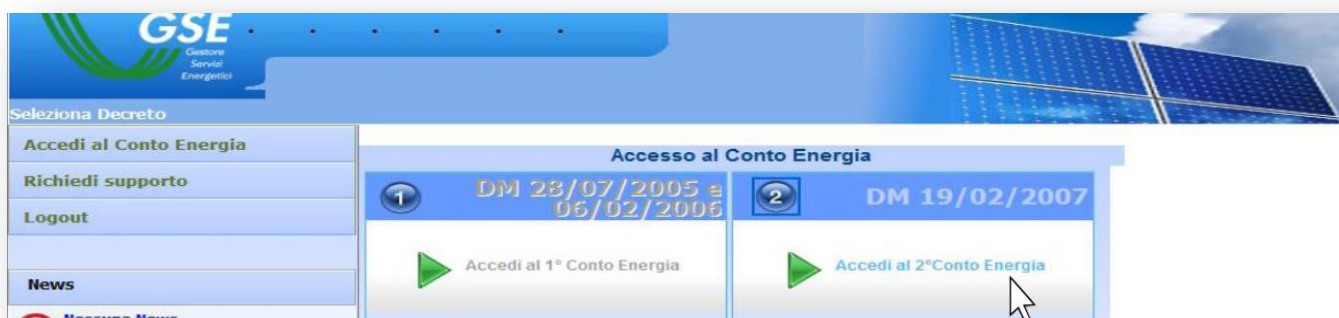 GSE
Gestore
Servizi
Energetici
Seleziona Decreto
Accedi al Conto Energia
Richiedi supporto
Logout
News
Nessuna News
Accesso al Conto Energia
1
DM 28/07/2005 e
06/02/2006
Accedi al 1° Conto Energia
2
DM 19/02/2007
Accedi al 2°Conto Energia